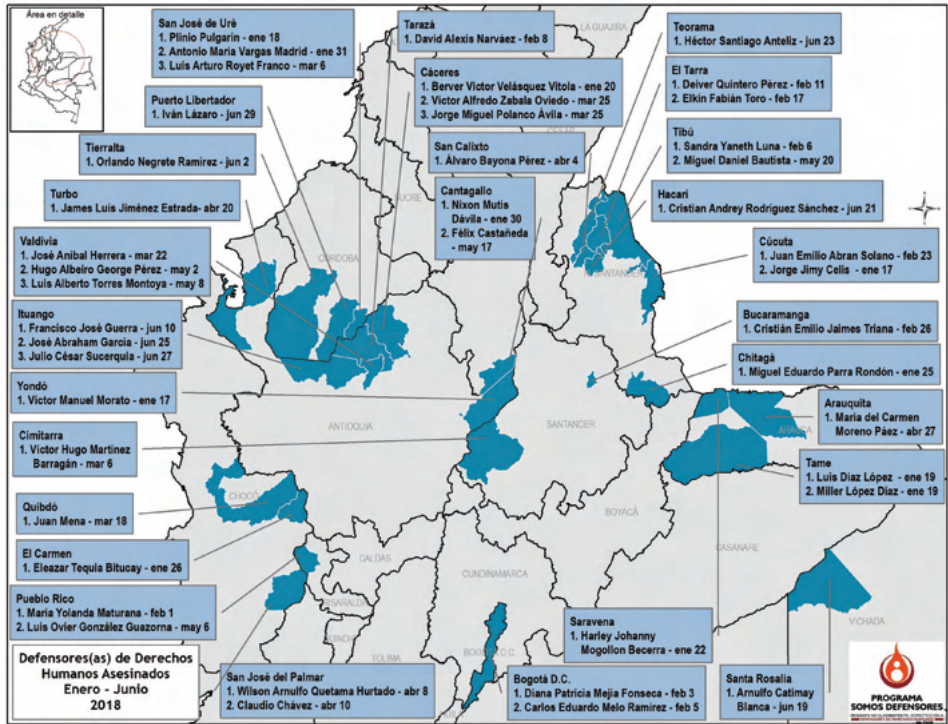 Área en detalle
San José de Uré
1. Plinio Pulgarin - ene 18
2. Antonio María Vargas Madrid - ene 31
3. Luis Arturo Royet Franco - mar 6
Tarazá
1. David Alexis Narváez - feb 8
Teorama
1. Héctor Santiago Anteliz - jun 23
Cáceres
1. Berver Victor Velásquez Vitola - ene 20
2. Víctor Alfredo Zabala Oviedo - mar 25
3. Jorge Miguel Polanco Ávila - mar 25
El Tarra
1. Deiver Quintero Pérez - feb 11
2. Elkin Fabián Toro - feb 17
Puerto Libertador
1. Iván Lázaro - jun 29
San Calixto
1. Álvaro Bayona Pérez - abr 4
Tibú
1. Sandra Yaneth Luna - feb 6
2. Miguel Daniel Bautista - may 20
Tierralta
1. Orlando Negrete Ramírez - jun 2
Cantagallo
1. Nixon Mutis
Dávila - ene 30
2. Félix Castañeda
- may 17
Hacarí
1. Cristian Andrey Rodríguez Sánchez - jun 21
Turbo
1. James Luis Jiménez Estrada- abr 20
Cúcuta
1. Juan Emilio Abran Solano - feb 23
2. Jorge Jimy Celis - ene 17
Valdivia
1. José Anibal Herrera - mar 22
2. Hugo Albeiro George Pérez - may 2
3. Luis Alberto Torres Montoya - may 8
Ituango
1. Francisco José Guerra - jun 10
2. José Abraham García - jun 25
3. Julio César Sucerquia - jun 27
Bucaramanga
1. Cristián Emilio Jaimes Triana - feb 26
Chitagá
1. Miguel Eduardo Parra Rondón - ene 25
Yondó
1. Víctor Manuel Morato - ene 17
Arauquita
1. María del Carmen
Moreno Páez - abr 27
Cimitarra
1. Victor Hugo Martínez
Barragán - mar 6
Tame
1. Luis Díaz López - ene 19
2. Miller López Díaz - ene 19
Quibdó
1. Juan Mena - mar 18
El Carmen
1. Eleazar Tequia Bitucay - ene 26
Pueblo Rico
1. María Yolanda Maturana - feb 1
2. Luis Ovier González Guazorna - may 6
Saravena
1. Harley Johanny
Mogollon Becerra - ene 22
San José del Palmar
1. Wilson Arnulfo Quetama Hurtado - abr 8
2. Claudio Chávez - abr 10
Bogotá D.C.
1. Diana Patricia Mejía Fonseca - feb 3
2. Carlos Eduardo Melo Ramírez - feb 5
Santa Rosalía
1. Arnulfo Catimay
Blanca - jun 19
LA GUAJIRA
CESAR
SUCRE
CÓRDOBA
N.SANTANDER
ANTIOQUIA
SANTANDER
ARAUCA
CHOCÓ
BOYACÁ
CASANARE
CALDAS
CUNDINAMARCA
RISARALDA
QUINDIO
TOLIMA
BOGOTÁ D.C.
VICHADA
Defensores(as) de Derechos
Humanos Asesinados
Enero - Junio
2018
PROGRAMA
SOMOS DEFENSORES